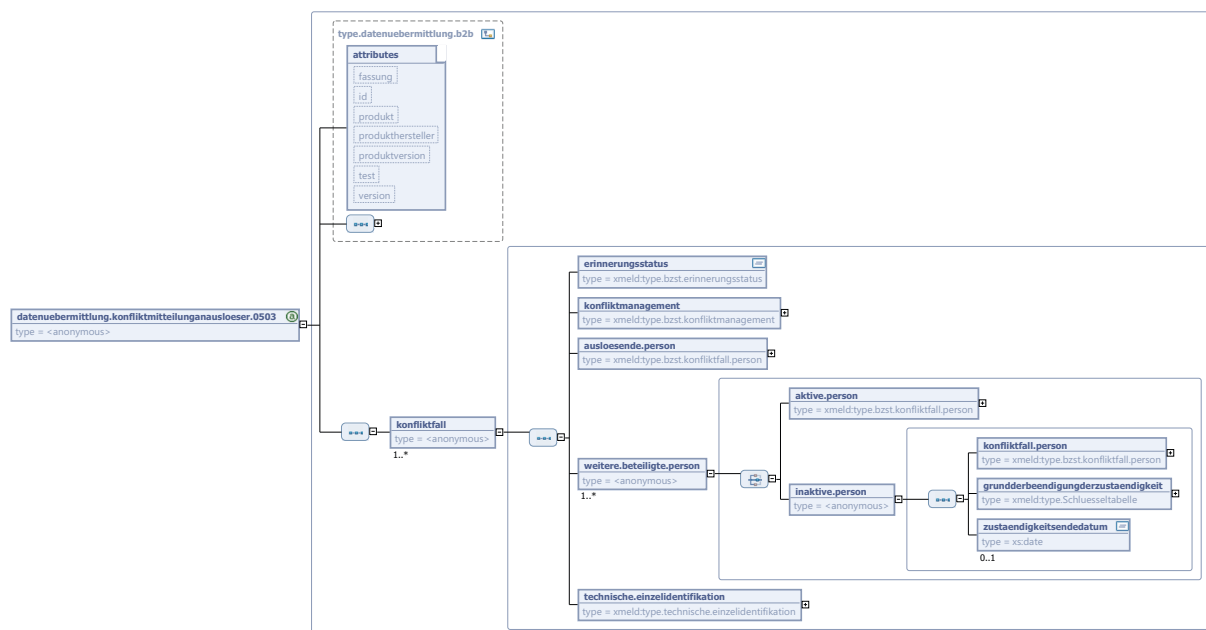 type.datenuebermittlung.b2b
attributes
fassung
id
produkt
produkthersteller
produktversion
test
version
erinnerungsstatus
type = xmeld:type.bzst.erinnerungsstatus
konfliktmanagement
type = xmeld:type.bzst.konfliktmanagement
datenuebermittlung.konfliktmitteilunganausloeser.0503
type = <anonymous>
ausloesende.person
type = xmeld:type.bzst.konfliktfall.person
aktive.person
type = xmeld:type.bzst.konfliktfall.person
konfliktfall
type = <anonymous>
1..*
konfliktfall.person
type = xmeld:type.bzst.konfliktfall.person
weitere.beteiligte.person
type = <anonymous>
1..*
inaktive.person
type = <anonymous>
grundderbeendigungderzustaendigkeit
type = xmeld:type.Schluesseltabelle
zustaendigkeitsendedatum
type = xs:date
0..1
technische.einzelidentifikation
type = xmeld:type.technische.einzelidentifikation